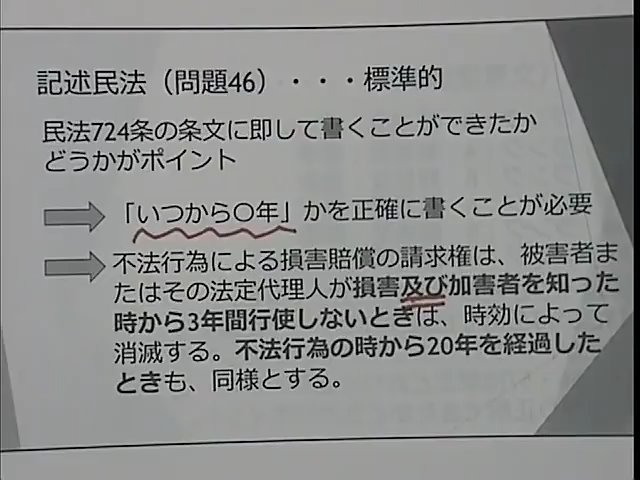 記述民法（問題46）・・・標準的
民法724条の条文に即して書くことができたか
どうかがポイント
「いつから〇年」かを正確に書くことが必要
不法行為による損害賠償の請求権は、被害者ま
たはその法定代理人が損害及び加害者を知った
時から3年間行使しないときは、時効によって
消滅する。不法行為の時から20年を経過した
ときも、同様とする。